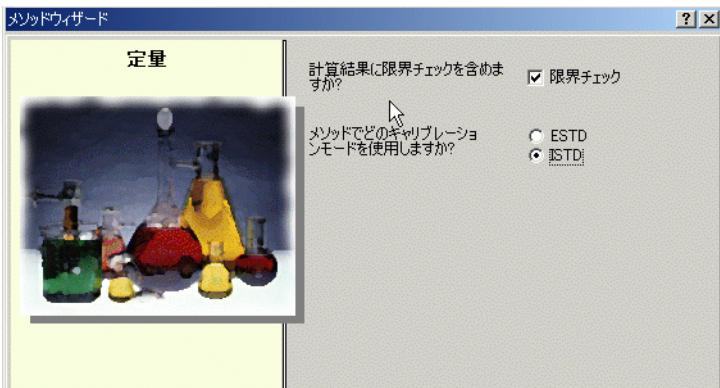 メソッドウィザード
定量
計算結果に限界チェックを含めま
すか?
限界チェック
メソッドでどのキャリブレーショ
ンモードを使用しますか?
ESTD
ISTD